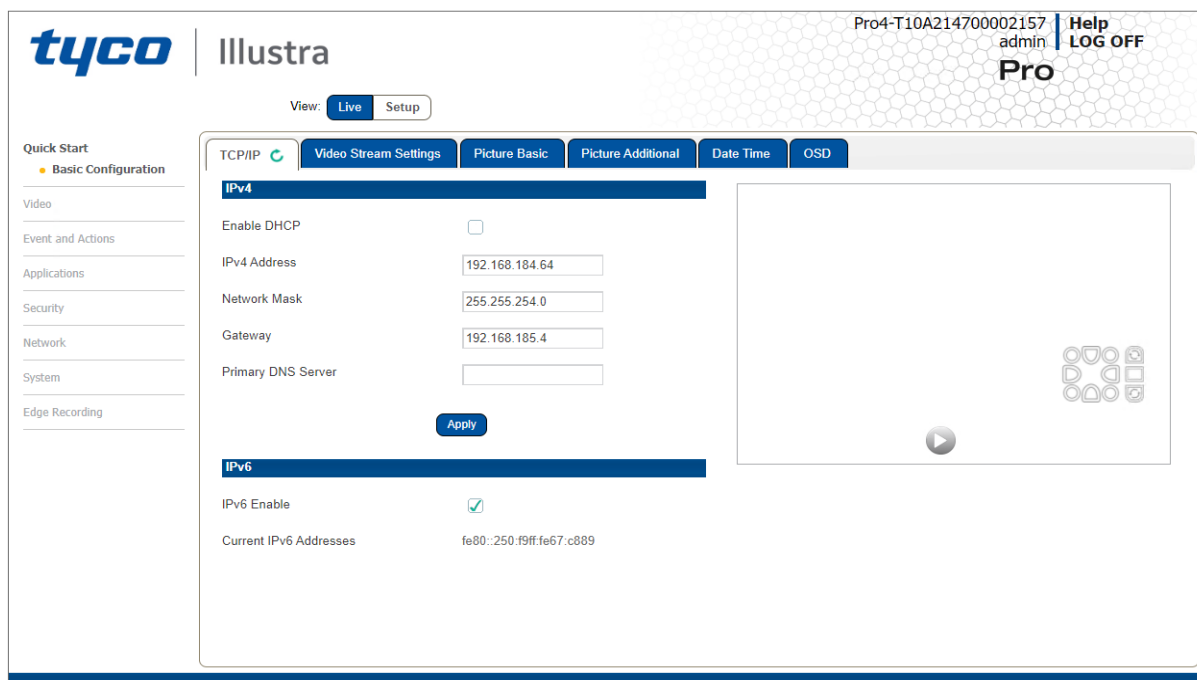 Pro4-T10A214700002157 Help
admin LOG OFF
tyco Illustra
Pro
View: Live Setup
Quick Start
Basic Configuration
Video
Event and Actions
Applications
Security
Network
System
Edge Recording
TCP/IP Video Stream Settings Picture Basic Picture Additional Date Time OSD
IPv4
Enable DHCP
IPv4 Address 192.168.184.64
Network Mask 255.255.254.0
Gateway 192.168.185.4
Primary DNS Server
Apply
IPv6
IPv6 Enable
Current IPv6 Addresses fe80::250:f9ff:fe67:c889